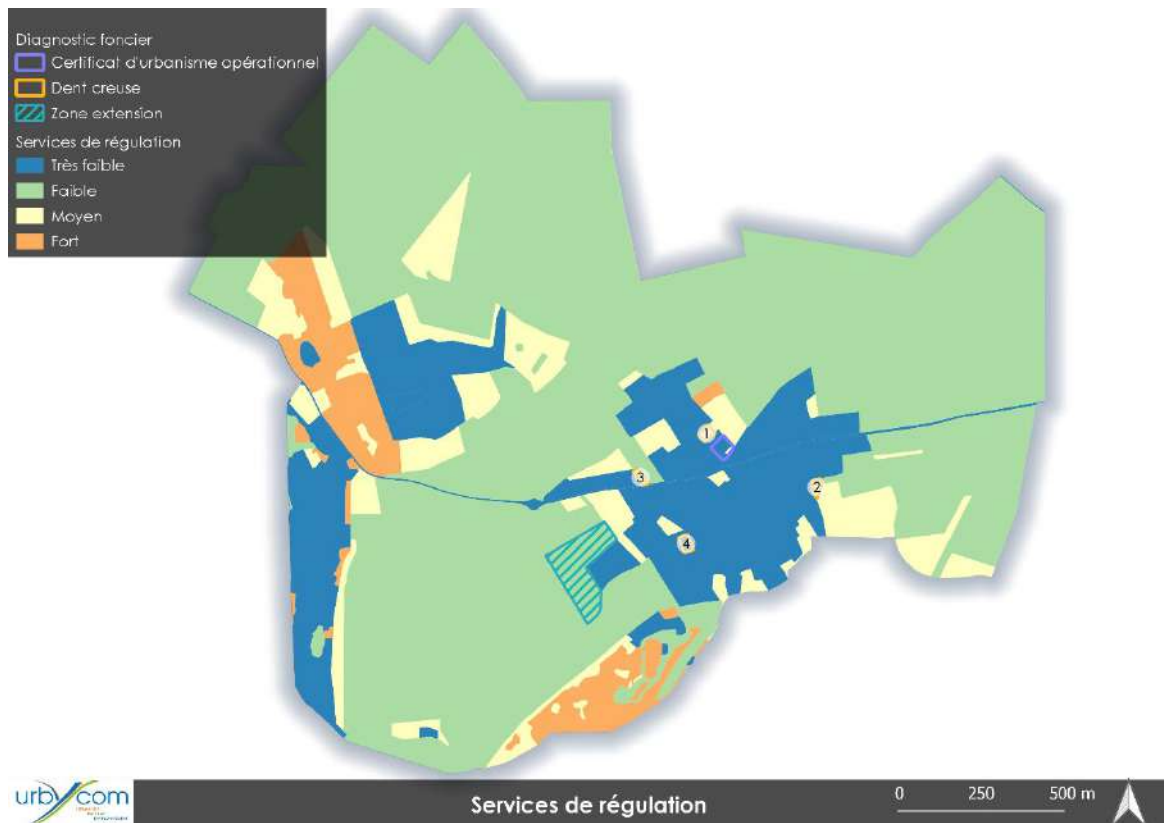 Diagnostic foncier
Certificat d'urbanisme opérationnel
Dent creuse
Zone extension
Services de régulation
Très faible
Faible
Moyen
Fort
1
3
2
4
urbycom
Services de régulation
0 250 500 m